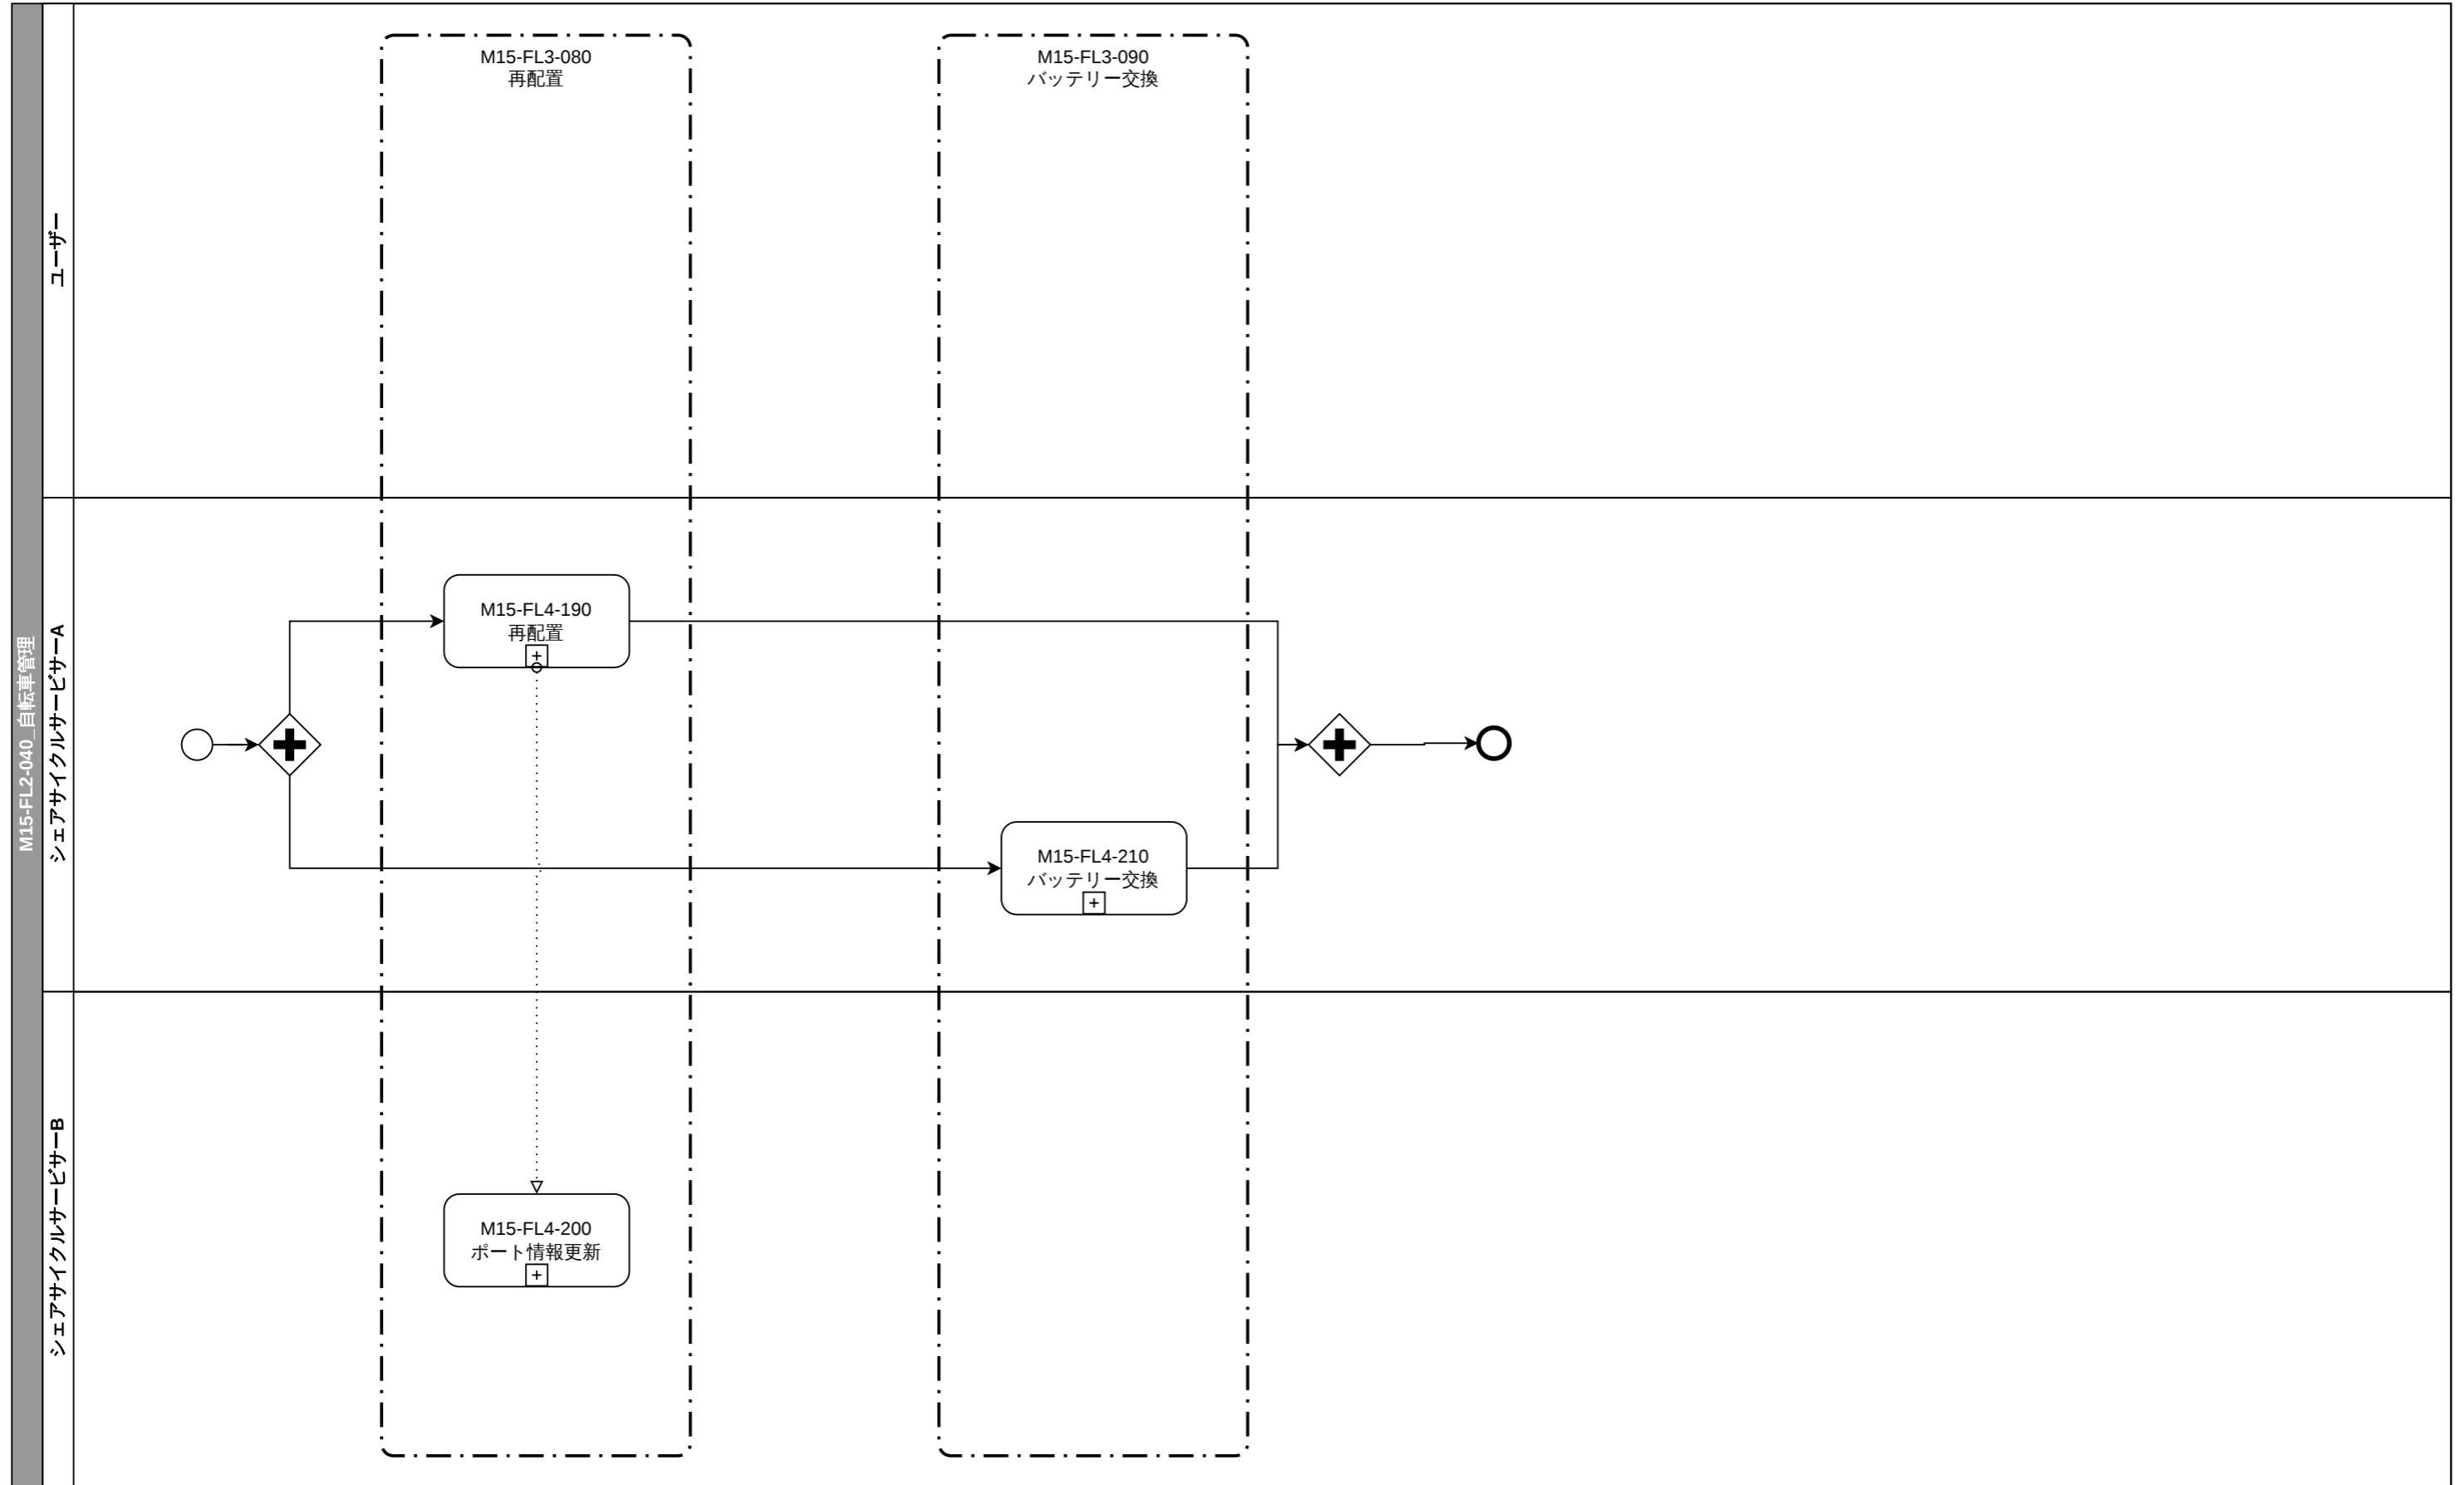 M15-FL2-040_自転車管理
ユーザー
シェアサイクルサービサーA
シェアサイクルサービサーB
M15-FL3-080
再配置
M15-FL3-090
バッテリー交換
M15-FL4-190
再配置
+
M15-FL4-210
バッテリー交換
+
M15-FL4-200
ポート情報更新
+